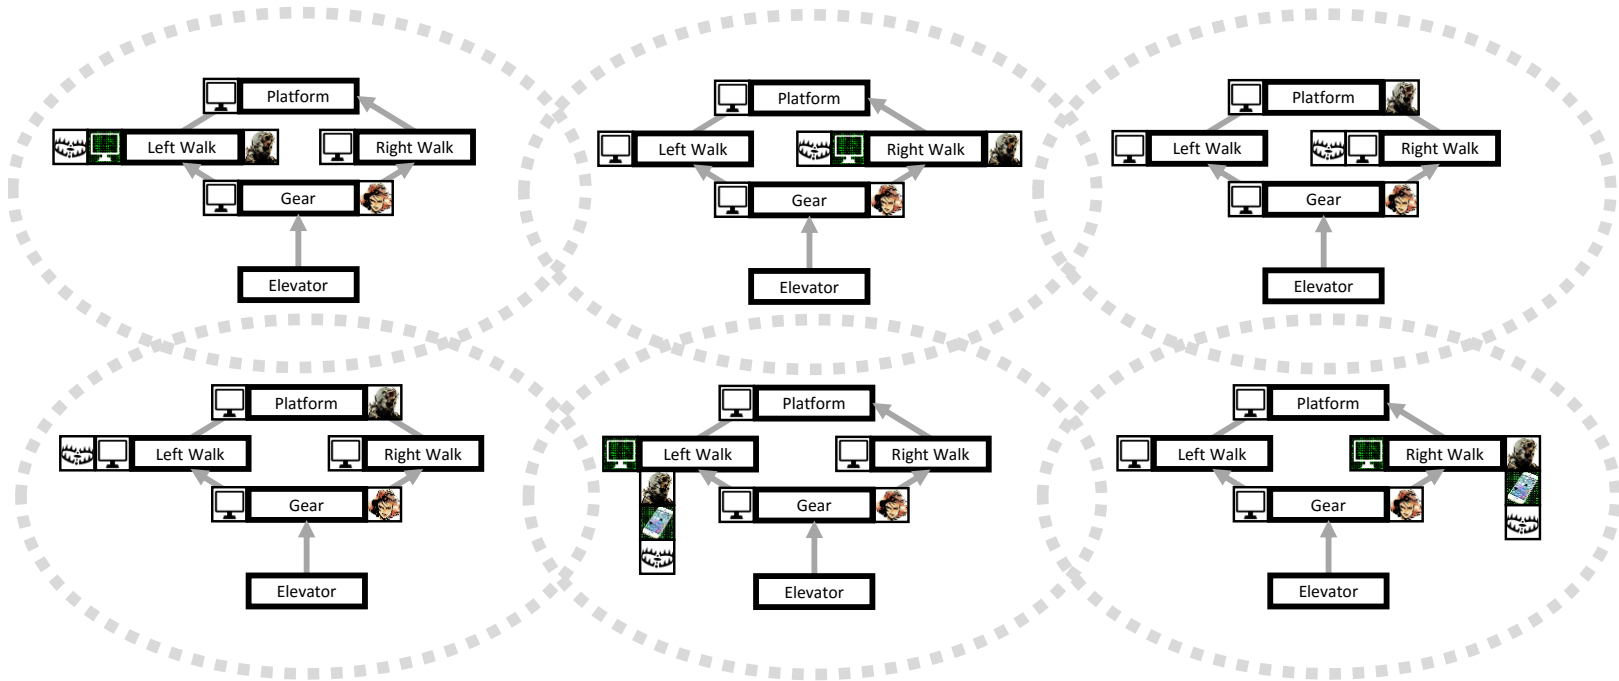 Platform
Left Walk
Right Walk
Gear
Elevator
Platform
Left Walk
Right Walk
Gear
Elevator
Platform
Left Walk
Right Walk
Gear
Elevator
Platform
Left Walk
Right Walk
Gear
Elevator
Platform
Left Walk
Right Walk
Gear
Elevator
Platform
Left Walk
Right Walk
Gear
Elevator